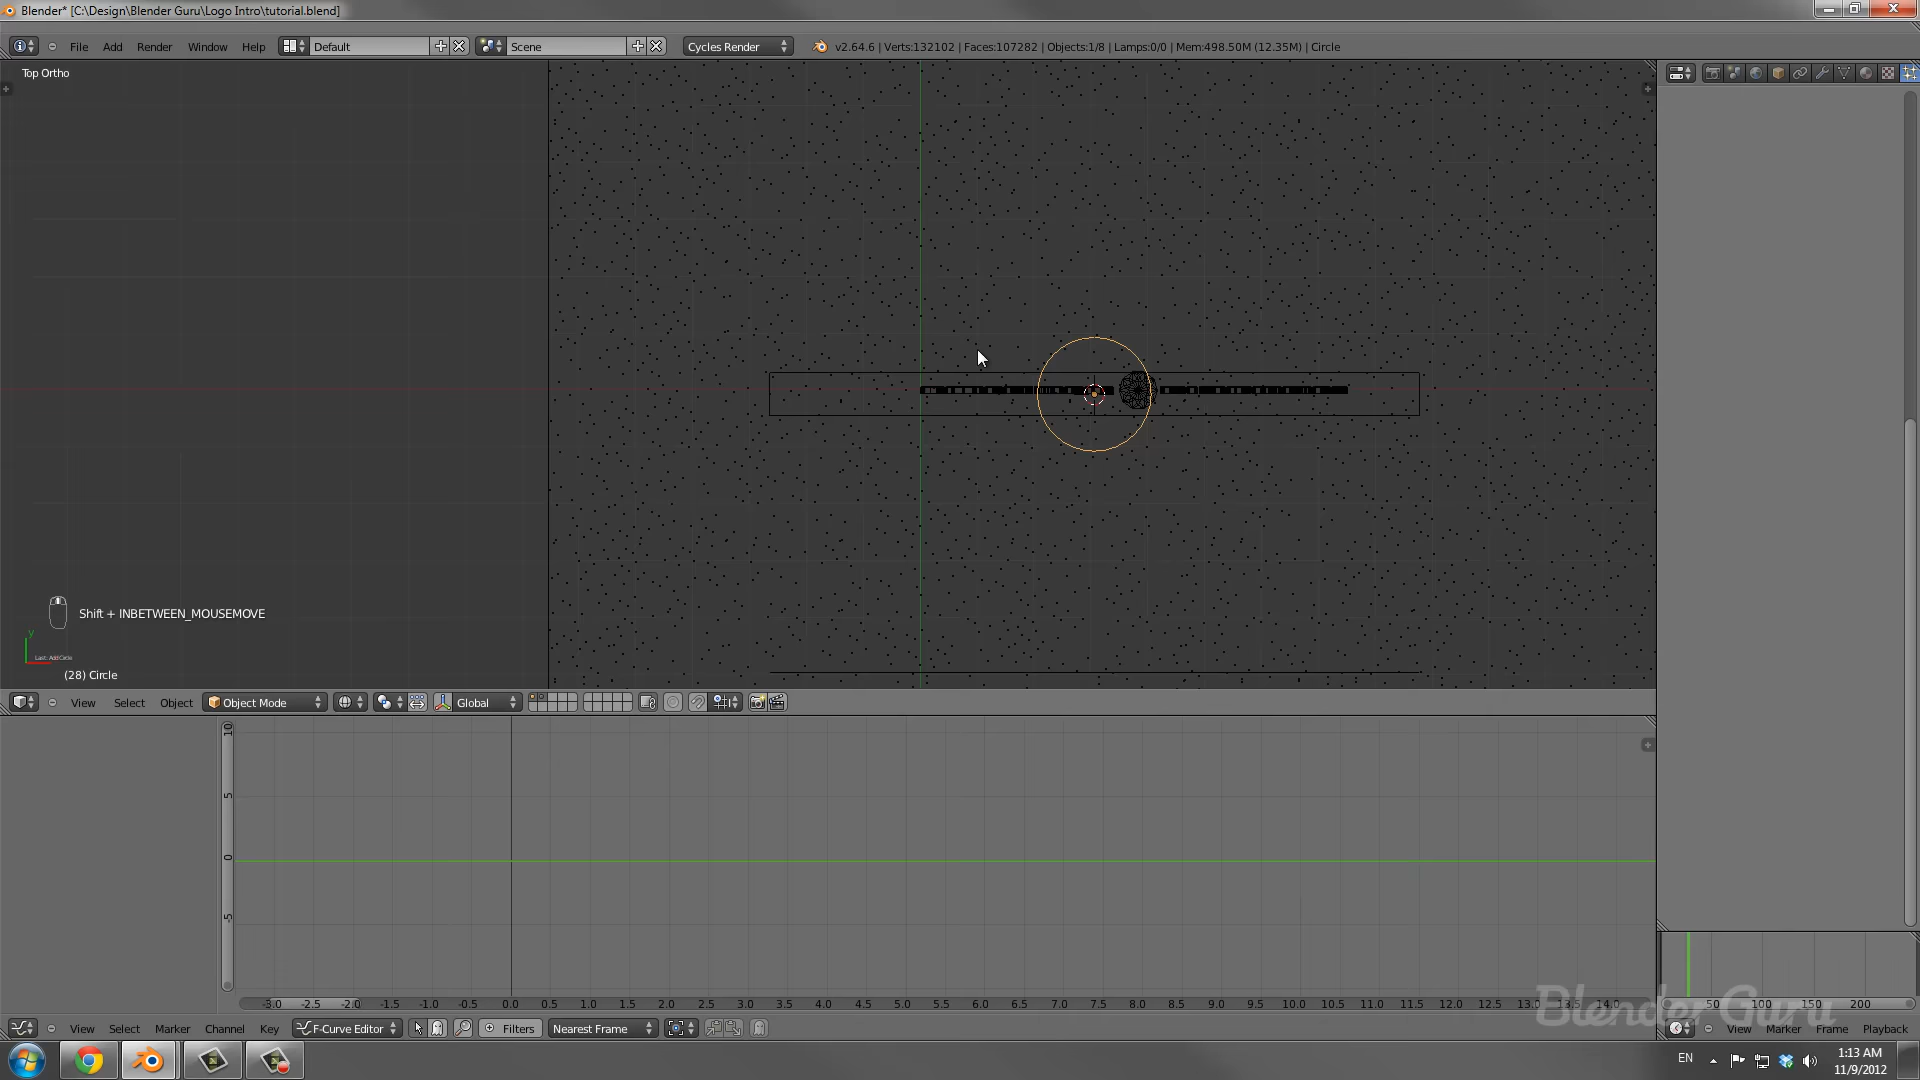 Blender* [C:\Design\Blender Guru\Logo Intro\tutorial.blend]
File Add Render Window Help Default Scene Cycles Render v2.64.6 | Verts:132102 | Faces:107282 | Objects:1/8 | Lamps:0/0 | Mem:498.50M (12.35M) | Circle
Top Ortho
Shift + INBETWEEN_MOUSEMOVE
y
Last: Add Circle
(28) Circle
View Select Object Object Mode Global
10
5
0
-5
-3.0 -2.5 -2.0 -1.5 -1.0 -0.5 0.0 0.5 1.0 1.5 2.0 2.5 3.0 3.5 4.0 4.5 5.0 5.5 6.0 6.5 7.0 7.5 8.0 8.5 9.0 9.5 10.0 10.5 11.0 11.5 12.0 12.5 13.0 13.5 14.0
50 100 150 200
BlenderGuru
View Select Marker Channel Key F-Curve Editor Filters Nearest Frame
View Marker Frame Playback
EN
1:13 AM
11/9/2012